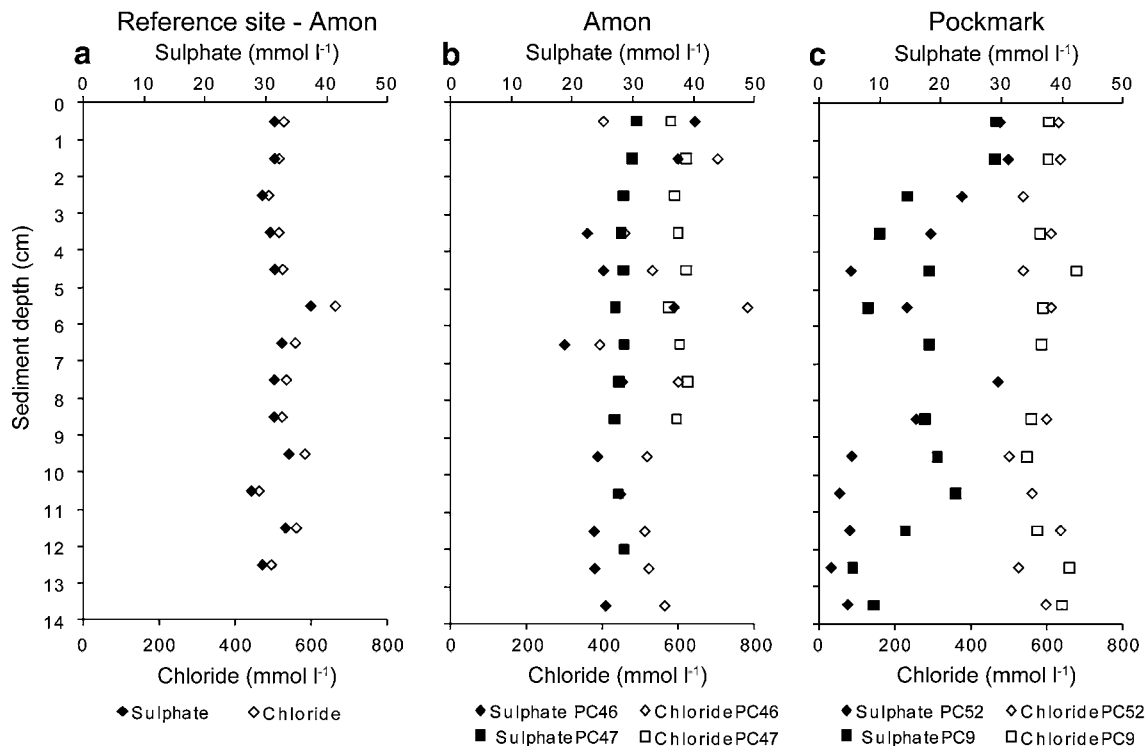 Reference site - Amon
a Sulphate (mmol l-1)
0 10 20 30 40 50
Amon
b Sulphate (mmol l-1)
0 10 20 30 40 50
Pockmark
c Sulphate (mmol l-1)
0 10 20 30 40 50
Sediment depth (cm)
0
1
2
3
4
5
6
7
8
9
10
11
12
13
14
0 200 400 600 800
Chloride (mmol l-1)
Sulphate Chloride
0 200 400 600 800
Chloride (mmol l-1)
Sulphate PC46 Chloride PC46
Sulphate PC47 Chloride PC47
0 200 400 600 800
Chloride (mmol l-1)
Sulphate PC52 Chloride PC52
Sulphate PC9 Chloride PC9